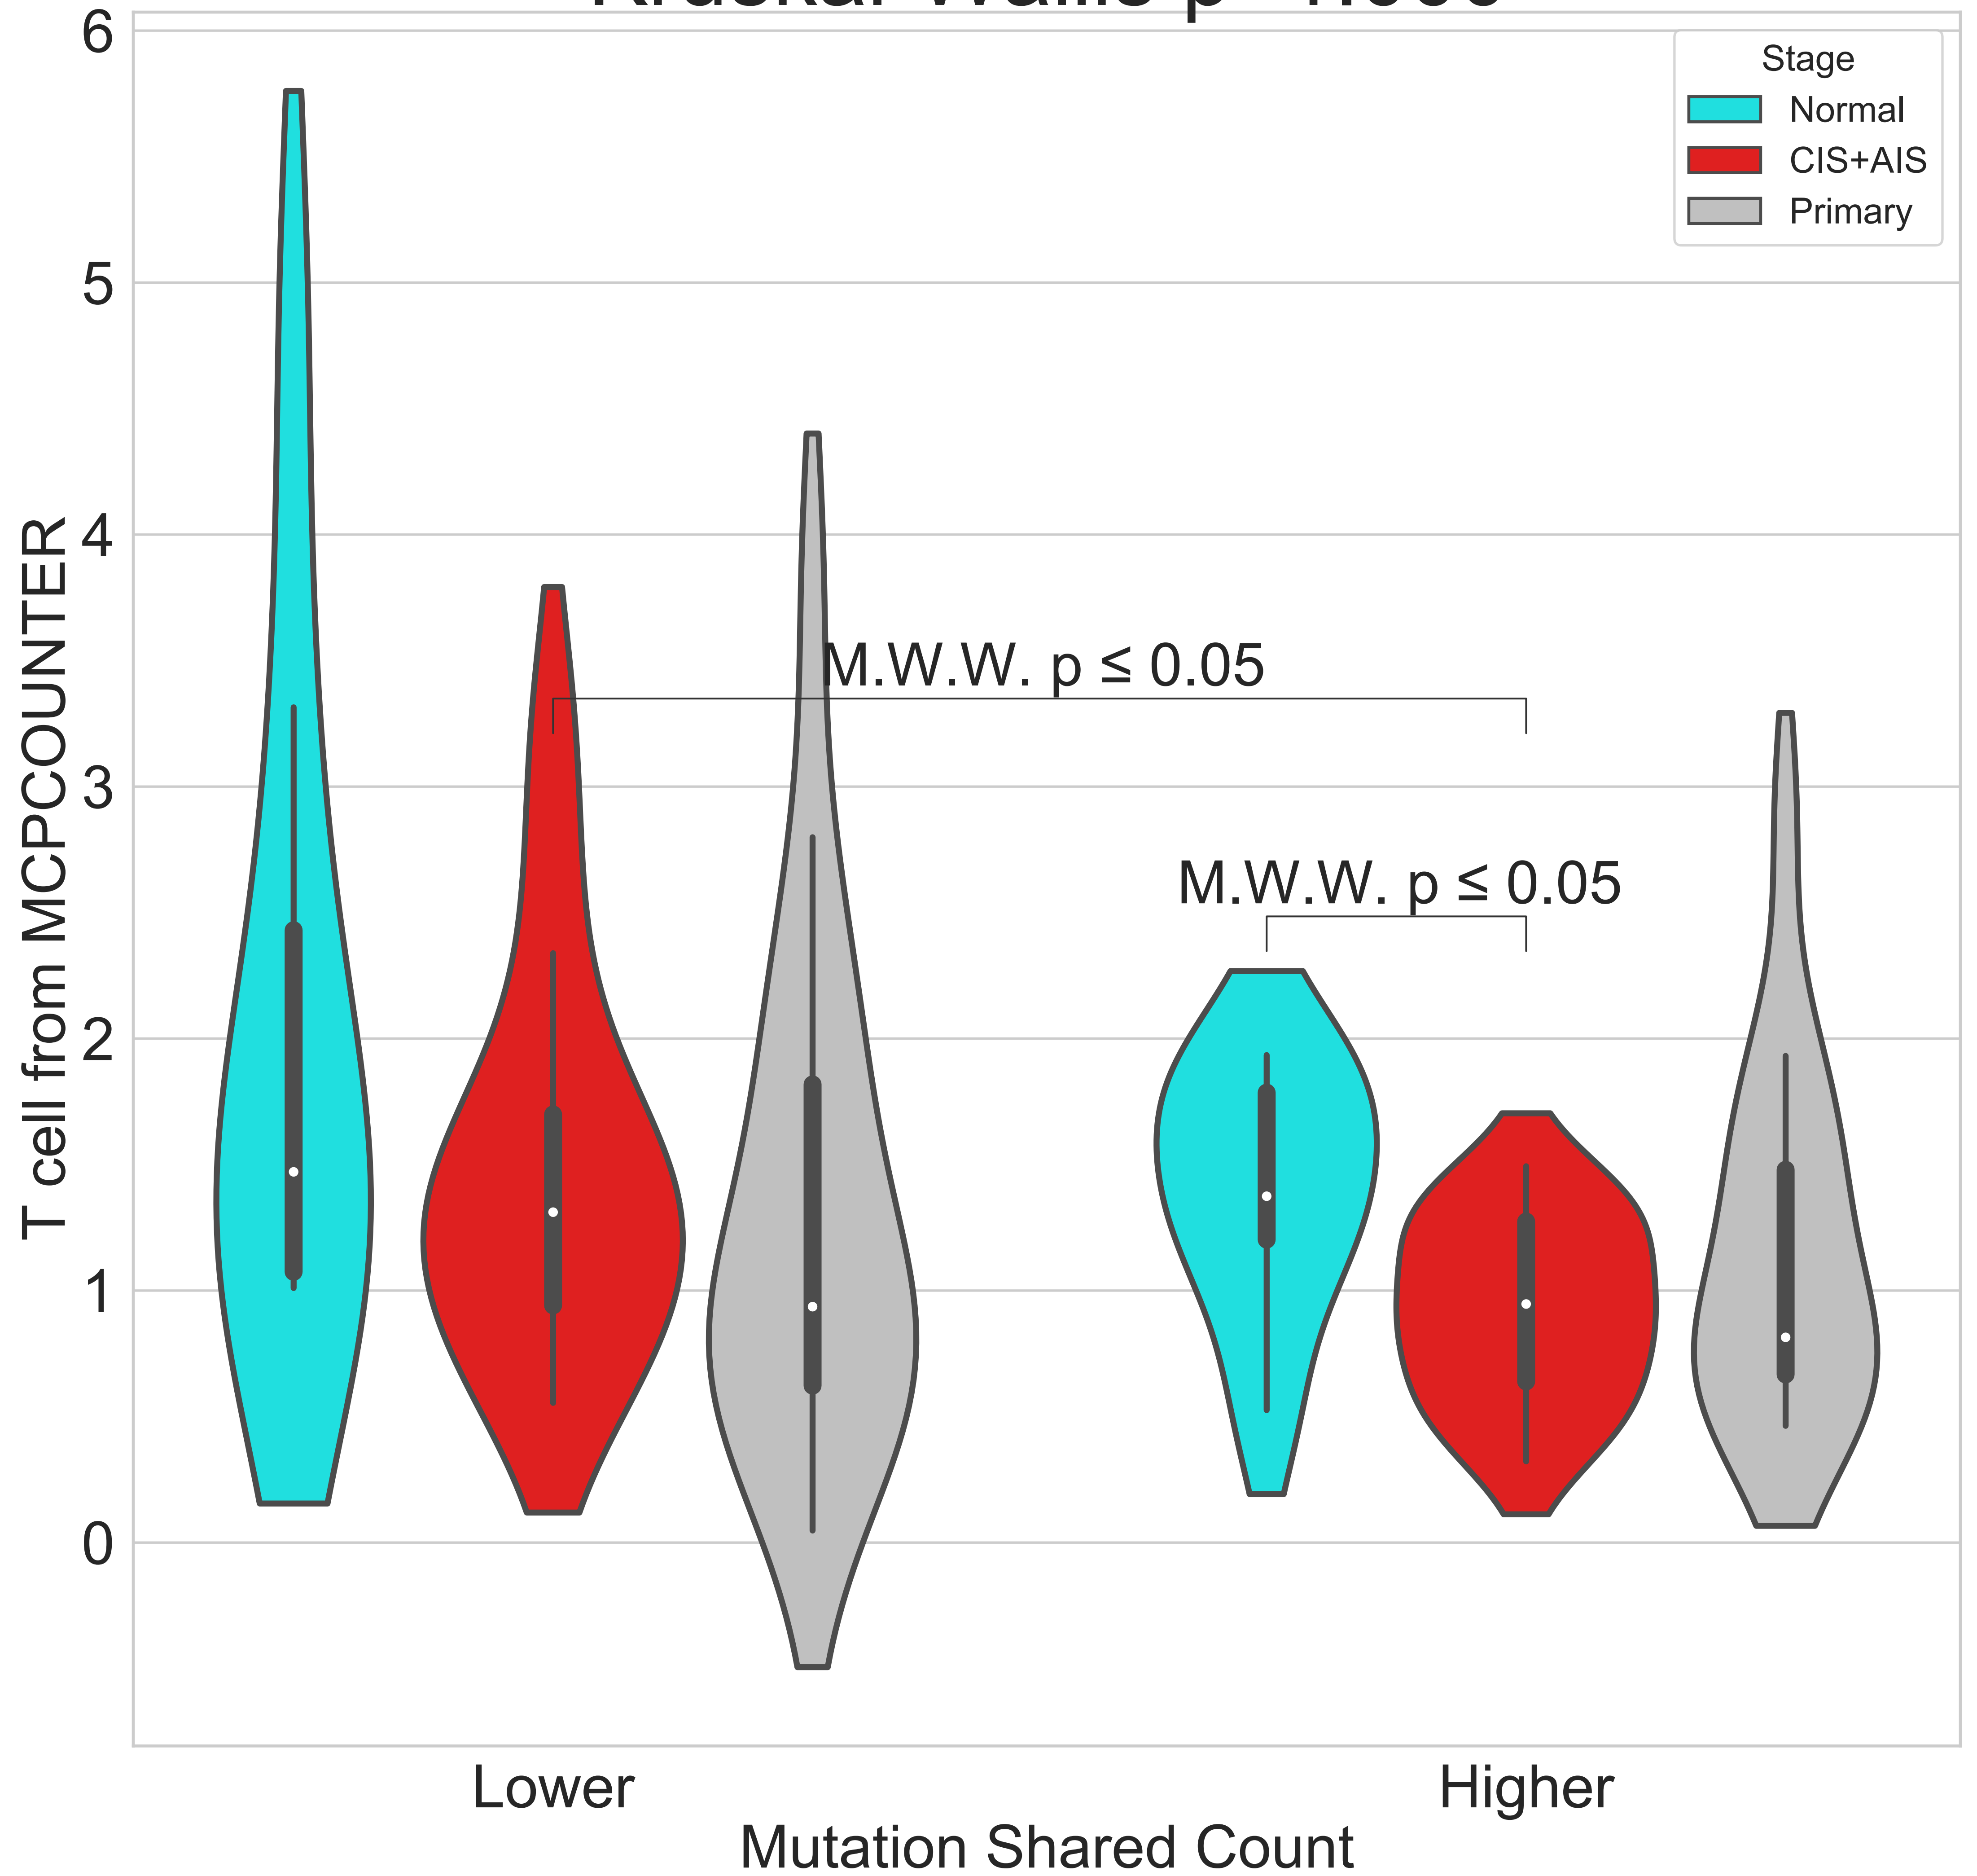 6
5
4
3
2
1
0
T cell from MCPCOUNTER
Stage
Normal
CIS+AIS
Primary
M.W.W. p ≤ 0.05
M.W.W. p ≤ 0.05
Lower
Higher
Mutation Shared Count